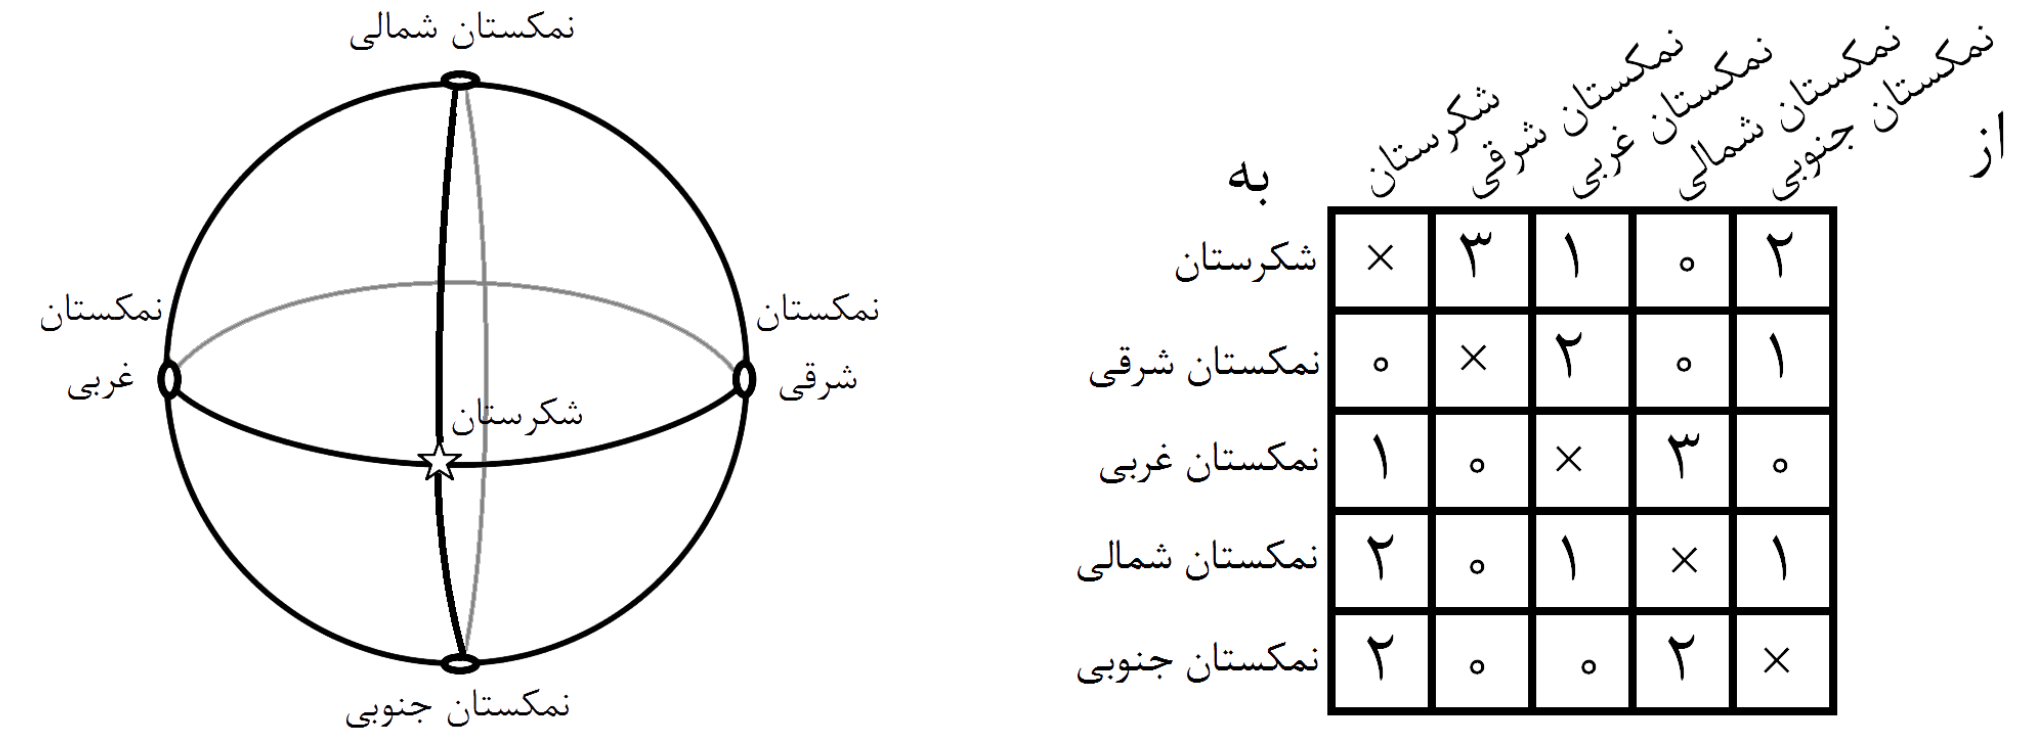 نمکستان شمالی
نمکستان غربی
نمکستان شرقی
شکرستان
نمکستان جنوبی
از
به
شکرستان
نمکستان شرقی
نمکستان غربی
نمکستان شمالی
نمکستان جنوبی
شکرستان × ۳ ۱ ۰ ۲
نمکستان شرقی ۰ × ۲ ۰ ۱
نمکستان غربی ۱ ۰ × ۳ ۰
نمکستان شمالی ۲ ۰ ۱ × ۱
نمکستان جنوبی ۲ ۰ ۰ ۲ ×